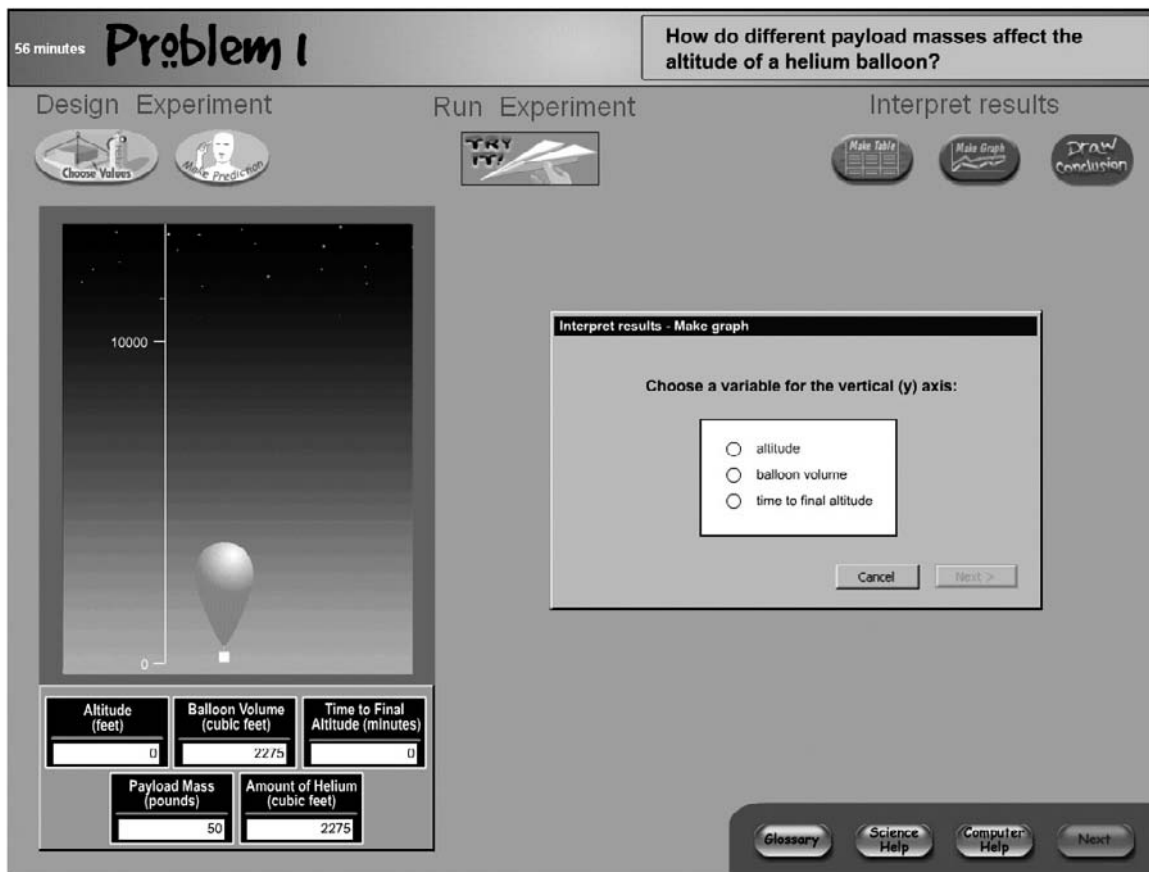 56 minutes
Problem 1
How do different payload masses affect the
altitude of a helium balloon?
Design Experiment
Run Experiment
Interpret results
Choose Values
Make Prediction
TRY
IT!
Make Table
Make Graph
Draw
Conclusion
10000
0
Interpret results - Make graph
Choose a variable for the vertical (y) axis:
altitude
balloon volume
time to final altitude
Cancel
Next >
Altitude
(feet)
0
Balloon Volume
(cubic feet)
2275
Time to Final
Altitude (minutes)
0
Payload Mass
(pounds)
50
Amount of Helium
(cubic feet)
2275
Glossary
Science
Help
Computer
Help
Next